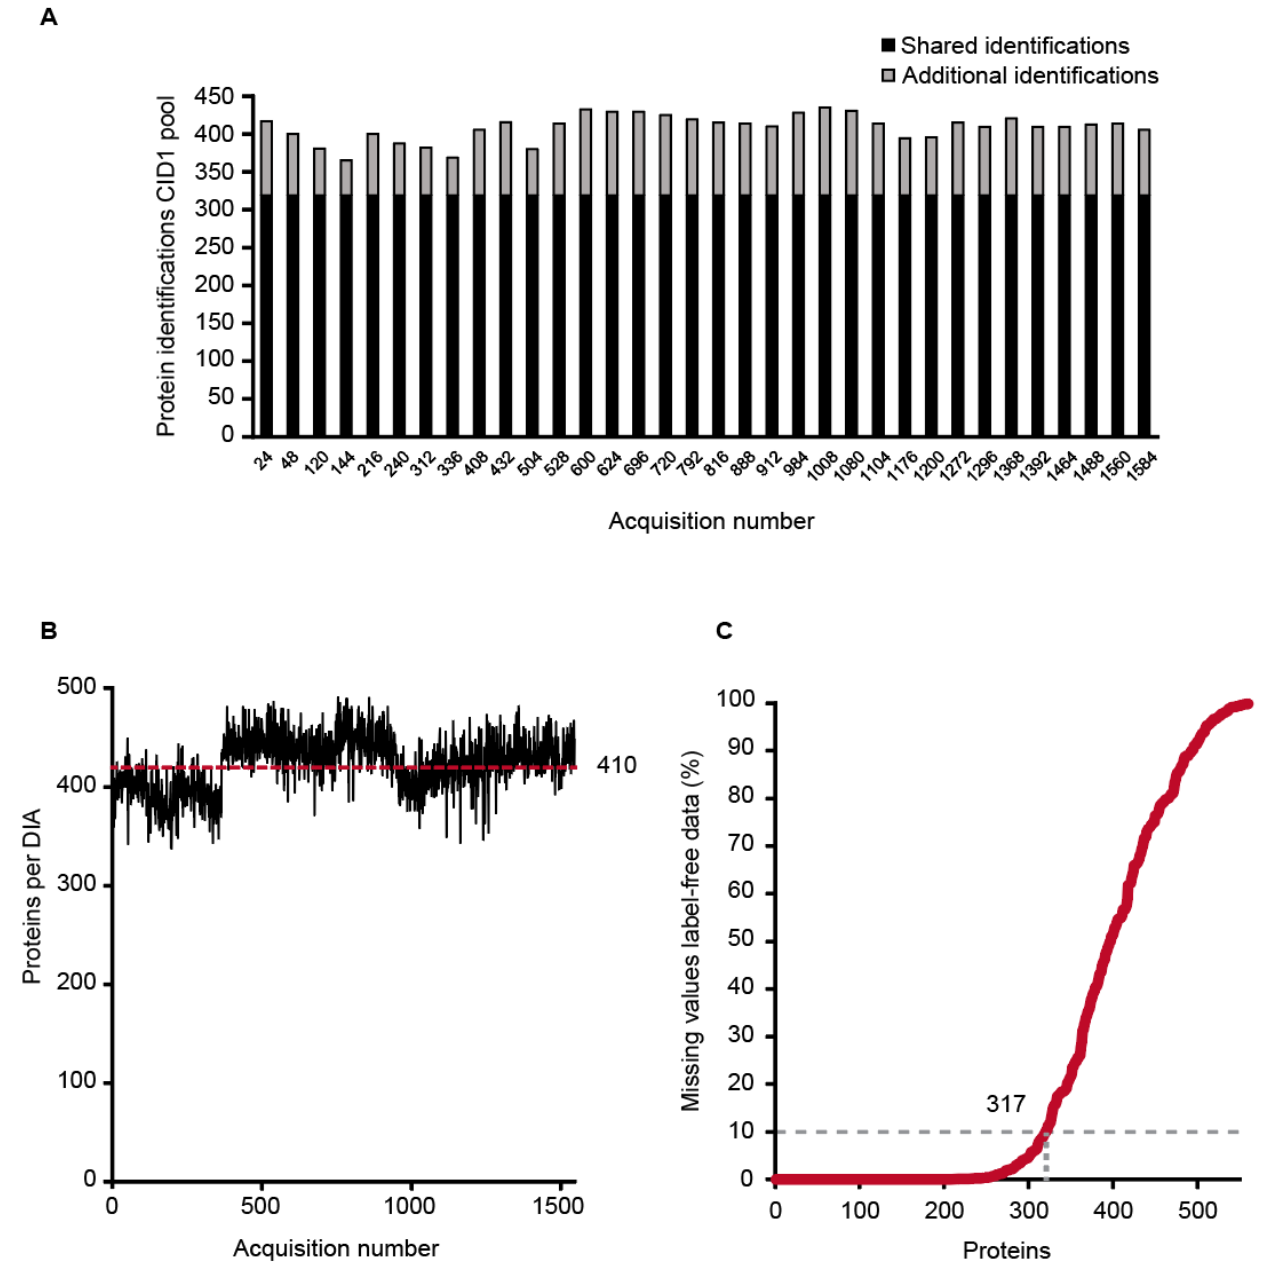 A
Shared identifications
Additional identifications
Protein identifications CID1 pool
450
400
350
300
250
200
150
100
50
0
24 48 120 144 216 240 312 336 408 432 504 528 600 624 696 720 792 816 888 912 984 1008 1080 1104 1176 1200 1272 1296 1368 1392 1464 1488 1560 1584
Acquisition number
B
Proteins per DIA
500
400
300
200
100
0
410
0 500 1000 1500
Acquisition number
C
Missing values label-free data (%)
100
90
80
70
60
50
40
30
20
10
0
317
0 100 200 300 400 500
Proteins